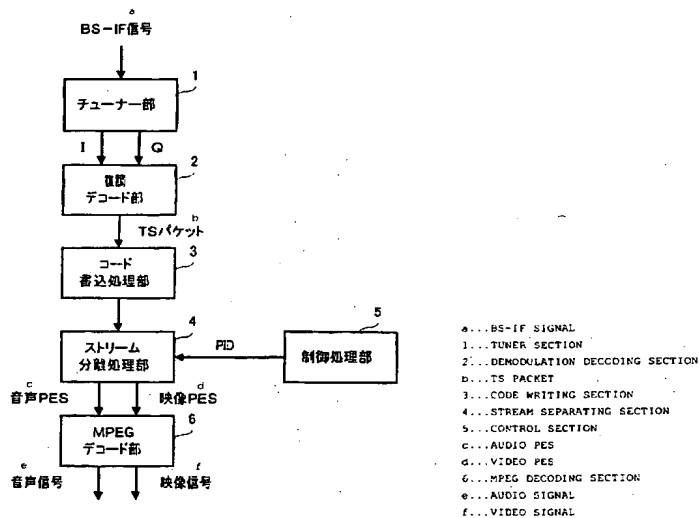 a
BS-IF信号
1
チューナー部
I
Q
2
復調
デコード部
b
TSパケット
3
コード
書込処理部
4
ストリーム
分離処理部
PID
5
制御処理部
c
音声PES
d
映像PES
MPEG
デコード部
6
e
音声信号
f
映像信号
a...BS-IF SIGNAL
1...TUNER SECTION
2...DEMODULATION DECODING SECTION
b...TS PACKET
3...CODE WRITING SECTION
4...STREAM SEPARATING SECTION
5...CONTROL SECTION
c...AUDIO PES
d...VIDEO PES
6...MPEG DECODING SECTION
e...AUDIO SIGNAL
f...VIDEO SIGNAL